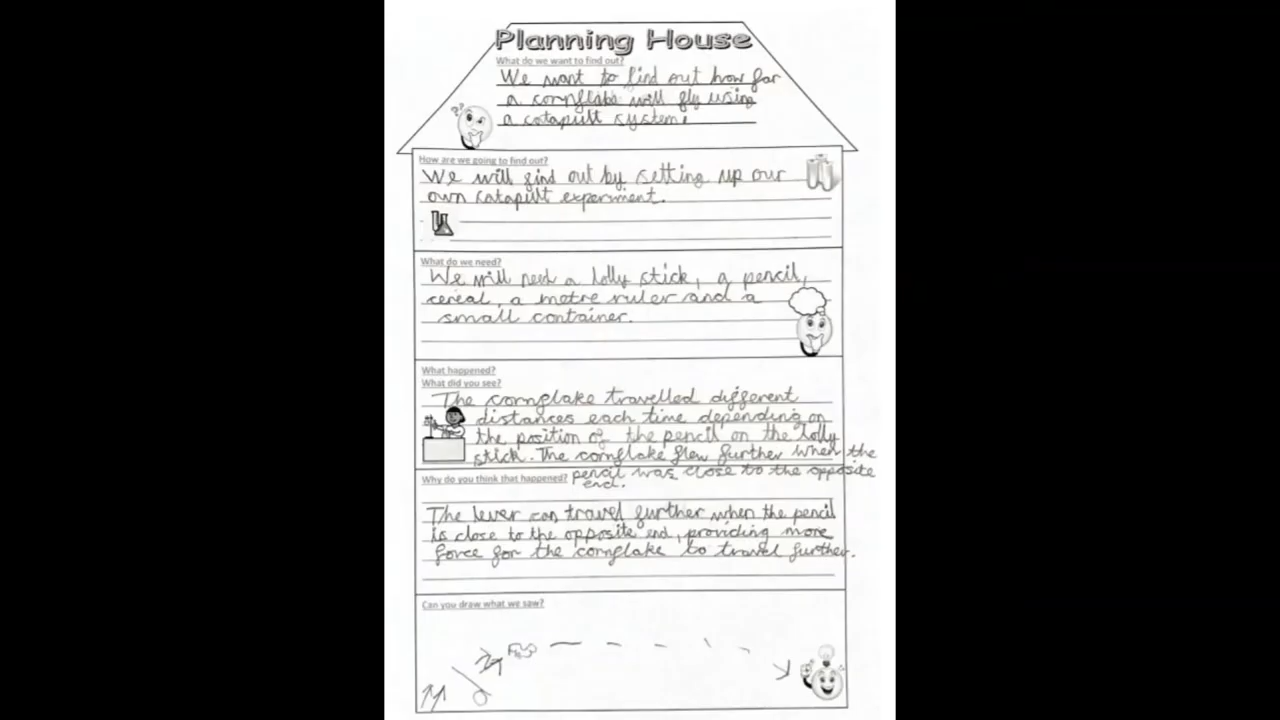 Planning House
What do we want to find out?
We want to find out how far
a cornflake will fly using
a catapult system.
How are we going to find out?
We will find out by setting up our
own catapult experiment.
What do we need?
We will need a lolly stick, a pencil,
cereal, a metre ruler and a
small container.
What happened?
What did you see?
The cornflake travelled different
distances each time depending on
the position of the pencil on the lolly
stick. The cornflake flew further when the
pencil was close to the opposite
end.
Why do you think that happened?
The lever can travel further when the pencil
is close to the opposite end, providing more
force for the cornflake to travel further.
Can you draw what we saw?